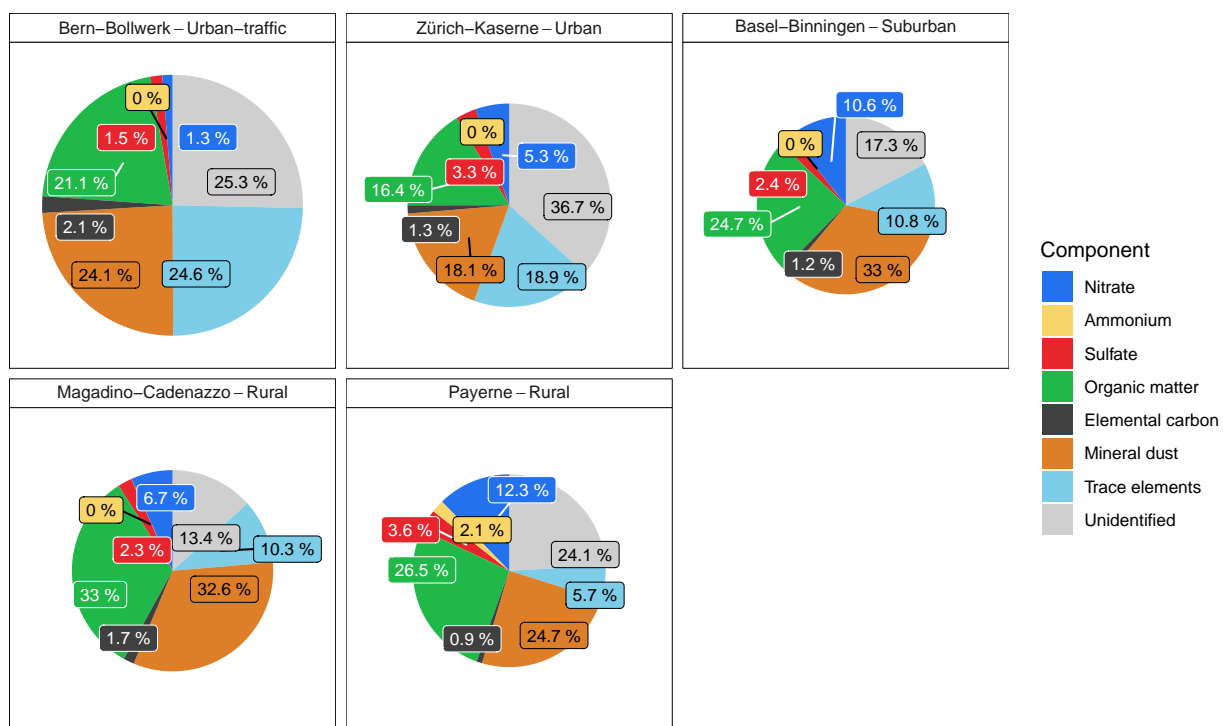 Bern−Bollwerk – Urban−traffic
0 %
1.5 %
1.3 %
21.1 %
25.3 %
2.1 %
24.1 %
24.6 %
Zürich−Kaserne – Urban
0 %
5.3 %
3.3 %
16.4 %
36.7 %
1.3 %
18.1 %
18.9 %
Basel−Binningen – Suburban
10.6 %
0 %
17.3 %
2.4 %
24.7 %
10.8 %
1.2 %
33 %
Magadino−Cadenazzo – Rural
6.7 %
0 %
13.4 %
2.3 %
10.3 %
33 %
32.6 %
1.7 %
Payerne – Rural
12.3 %
3.6 %
2.1 %
24.1 %
26.5 %
5.7 %
0.9 %
24.7 %
Component
Nitrate
Ammonium
Sulfate
Organic matter
Elemental carbon
Mineral dust
Trace elements
Unidentified